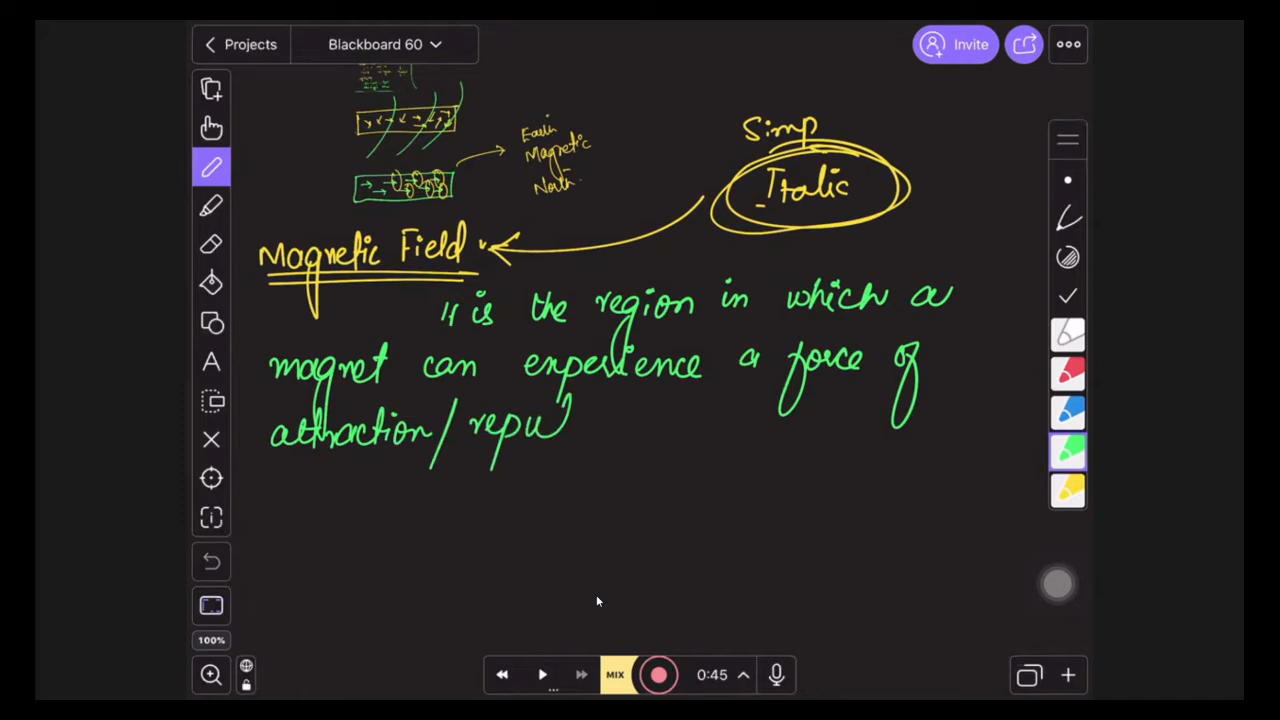 Projects
Blackboard 60
Invite
Earth
Magnetic
North
Simp
Italic
Magnetic Field
It is the region in which a
magnet can experience a force of
attraction/repu
A
100%
MIX
0:45